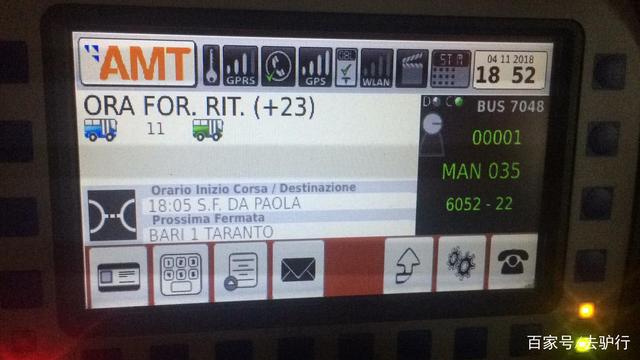 AMT
GPRS
GPS
WLAN
ST A
04 11 2018
18 52
ORA FOR. RIT. (+23)
11
D C BUS 7048
00001
MAN 035
6052 - 22
Orario Inizio Corsa / Destinazione
18:05 S.F. DA PAOLA
Prossima Fermata
BARI 1 TARANTO
百家号/去驴行